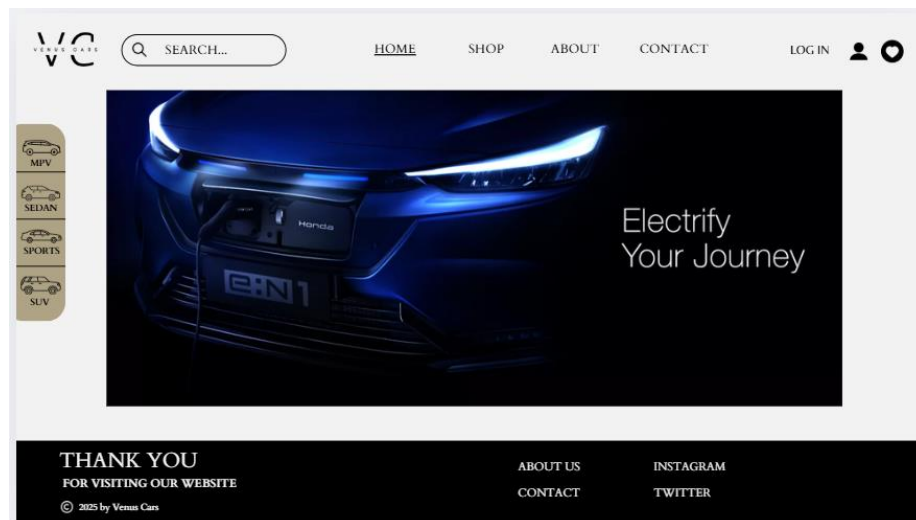 VC
VENUS CARS
SEARCH...
HOME
SHOP
ABOUT
CONTACT
LOG IN
MPV
SEDAN
SPORTS
SUV
Honda
e:N1
Electrify
Your Journey
THANK YOU
FOR VISITING OUR WEBSITE
© 2025 by Venus Cars
ABOUT US
INSTAGRAM
CONTACT
TWITTER